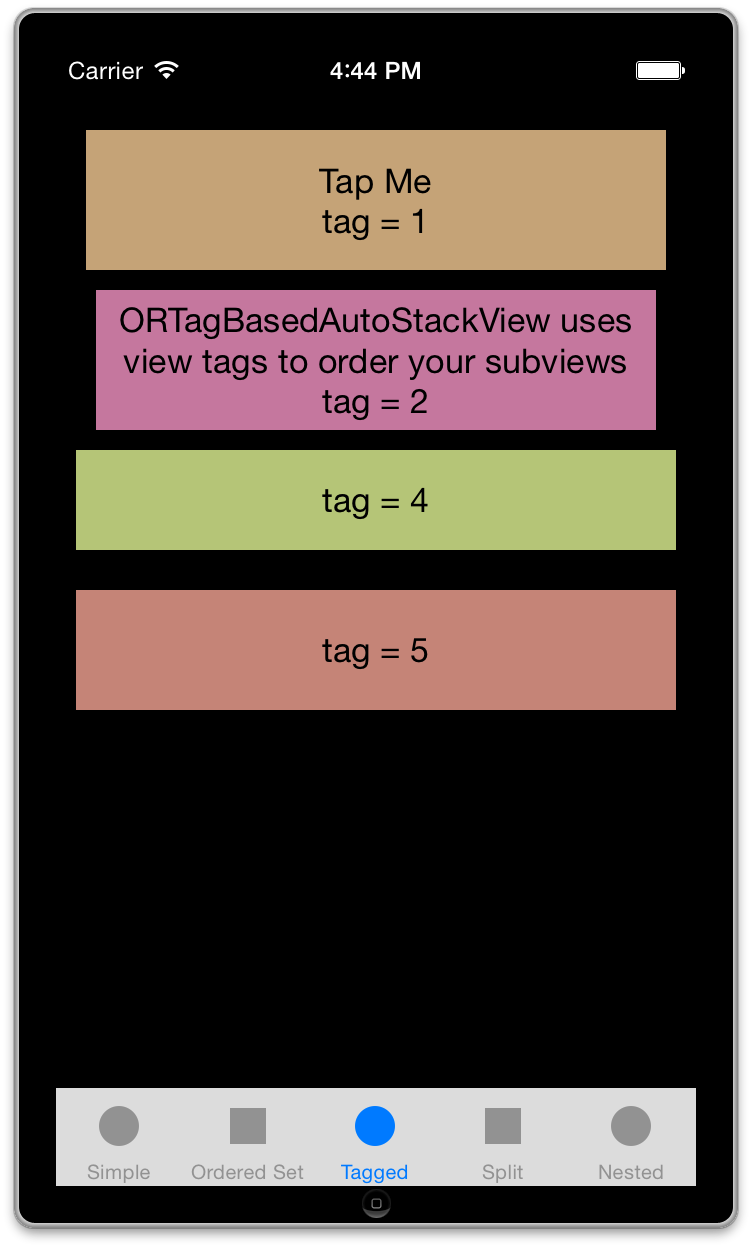 Carrier 4:44 PM
Tap Me
tag = 1
ORTagBasedAutoStackView uses
view tags to order your subviews
tag = 2
tag = 4
tag = 5
Simple Ordered Set Tagged Split Nested